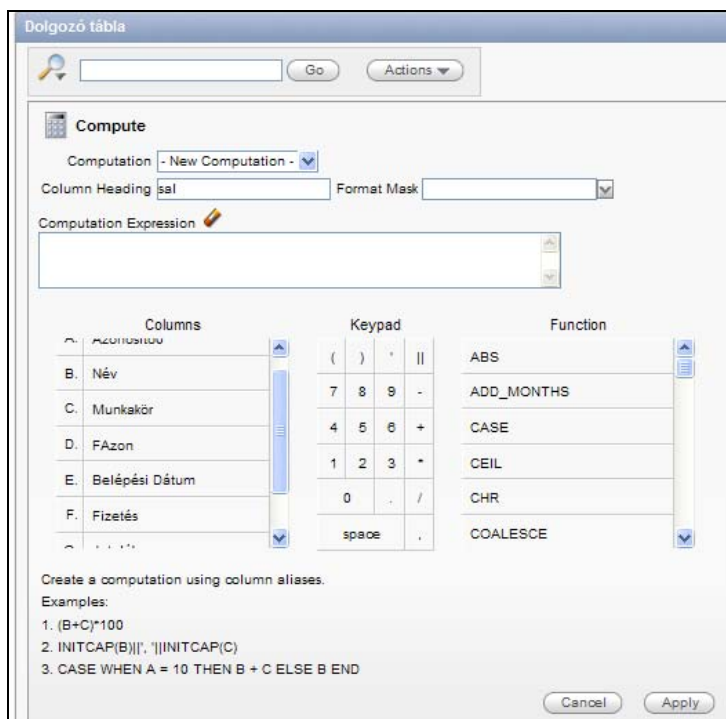 Dolgozó tábla
Go
Actions
Compute
Computation - New Computation -
Column Heading sal Format Mask
Computation Expression
Columns
B. Név
C. Munkakör
D. FAzon
E. Belépési Dátum
F. Fizetés
Keypad
( ) ' ||
7 8 9 -
4 5 6 +
1 2 3 *
0 . /
space ,
Function
ABS
ADD_MONTHS
CASE
CEIL
CHR
COALESCE
Create a computation using column aliases.
Examples:
1. (B+C)*100
2. INITCAP(B)||', '||INITCAP(C)
3. CASE WHEN A = 10 THEN B + C ELSE B END
Cancel
Apply